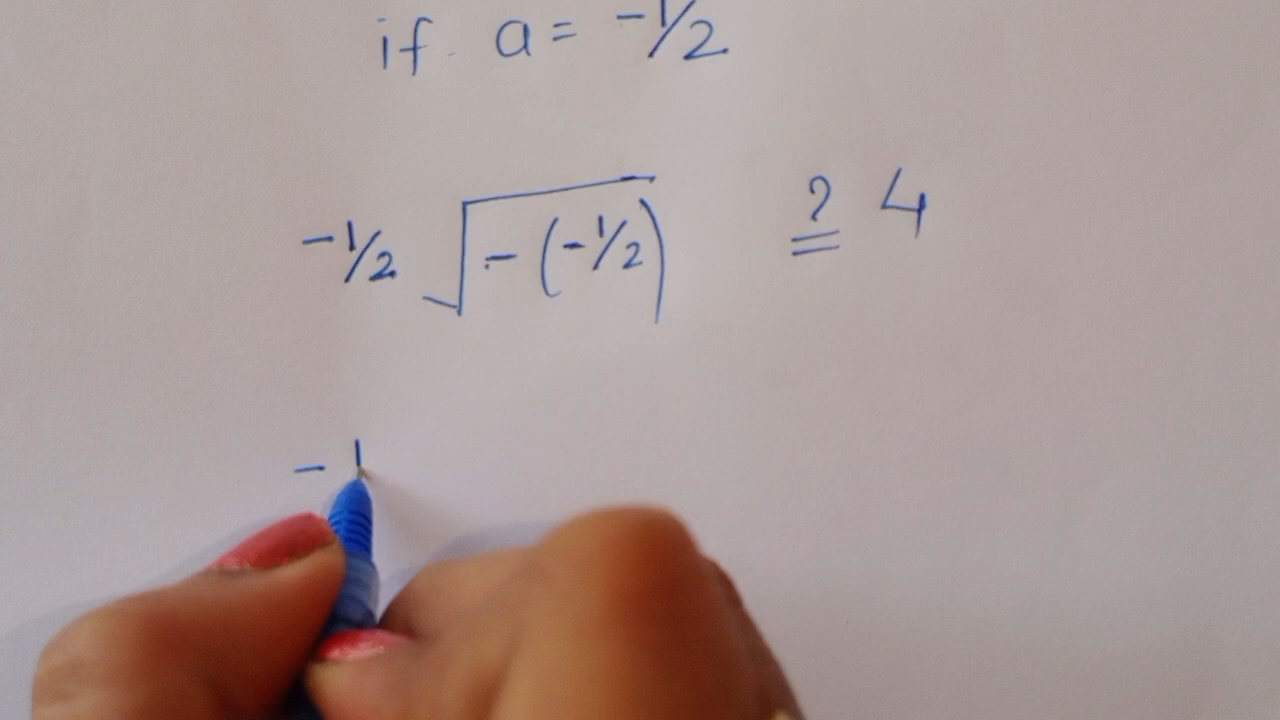 if a = -1/2
-1/2 √-(-1/2) ?= 4
- 1